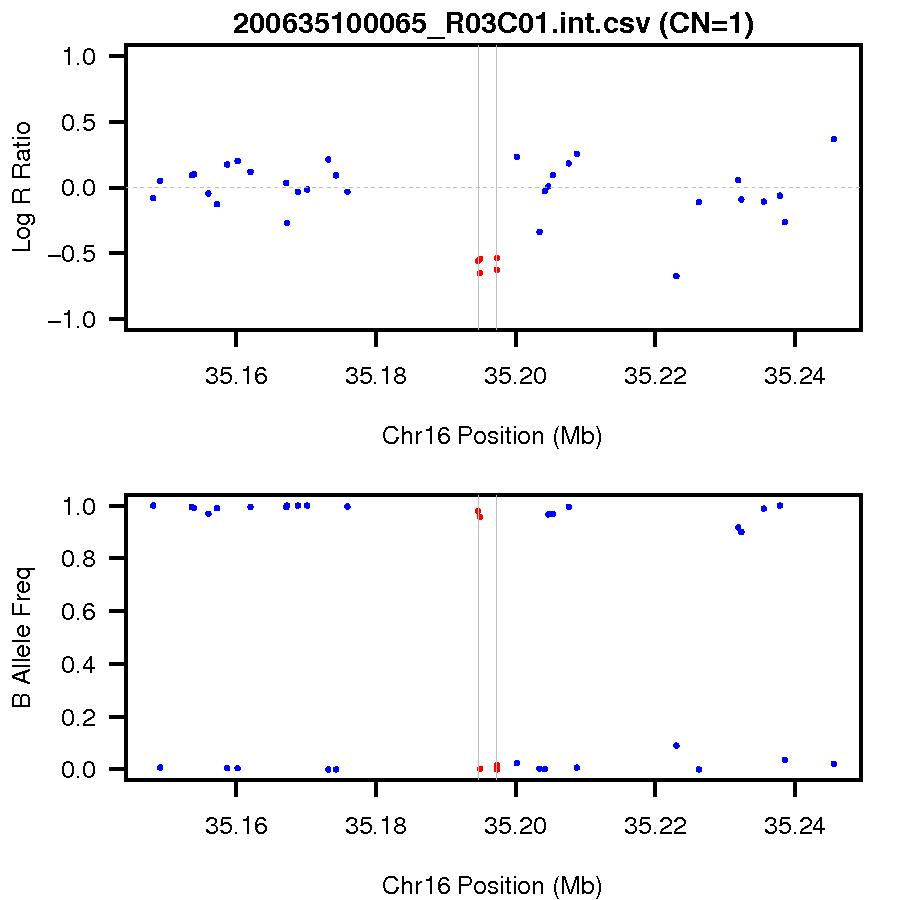 200635100065_R03C01.int.csv (CN=1)
1.0
0.5
0.0
−0.5
−1.0
Log R Ratio
35.16 35.18 35.20 35.22 35.24
Chr16 Position (Mb)
1.0
0.8
0.6
0.4
0.2
0.0
B Allele Freq
35.16 35.18 35.20 35.22 35.24
Chr16 Position (Mb)